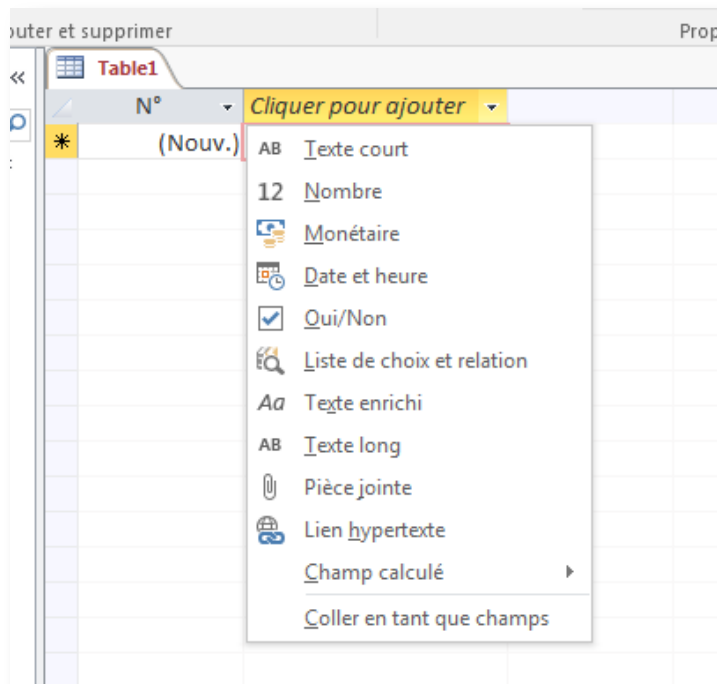 outer et supprimer
Prop
Table1
N°
Cliquer pour ajouter
(Nouv.)
AB Texte court
12 Nombre
Monétaire
Date et heure
Oui/Non
Liste de choix et relation
Aa Texte enrichi
AB Texte long
Pièce jointe
Lien hypertexte
Champ calculé
Coller en tant que champs